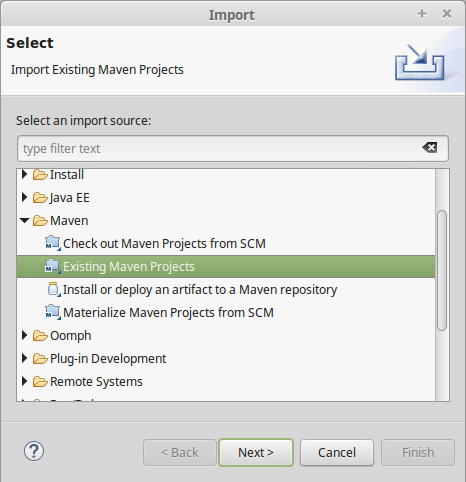 Import
Select
Import Existing Maven Projects
Select an import source:
type filter text
Install
Java EE
Maven
Check out Maven Projects from SCM
Existing Maven Projects
Install or deploy an artifact to a Maven repository
Materialize Maven Projects from SCM
Oomph
Plug-in Development
Remote Systems
< Back
Next >
Cancel
Finish